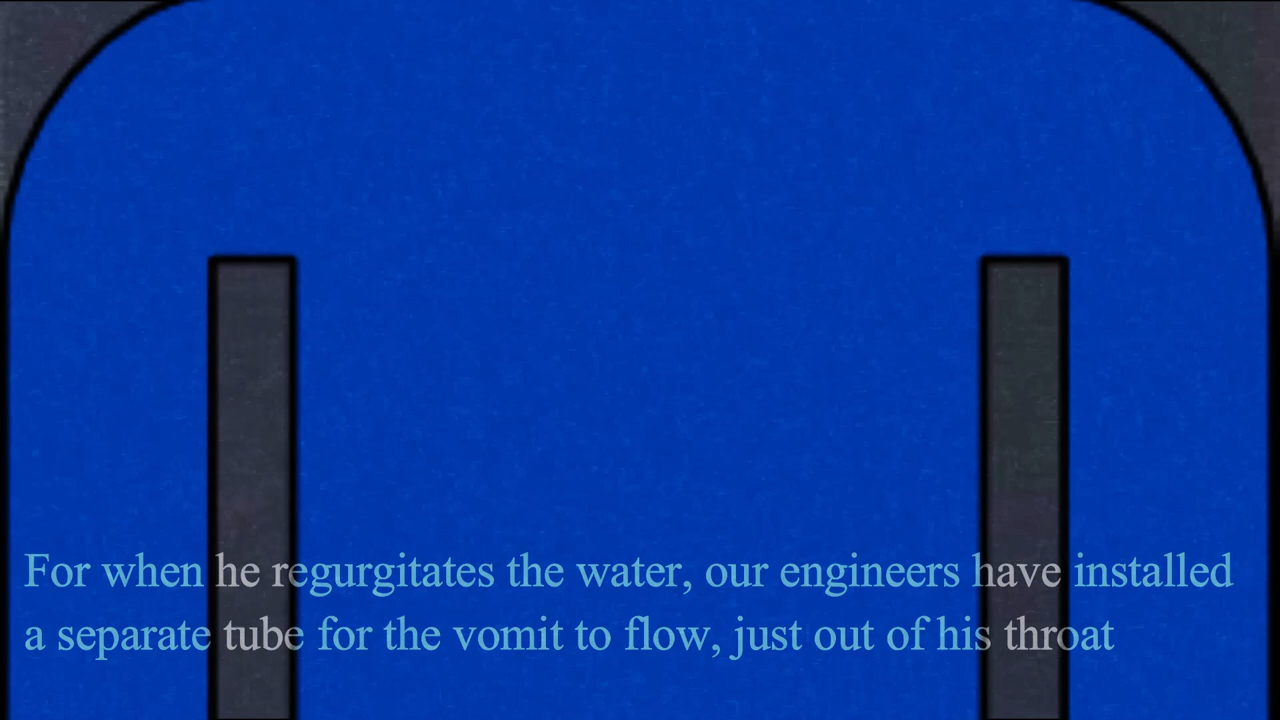 For when he regurgitates the water, our engineers have installed
a separate tube for the vomit to flow, just out of his throat